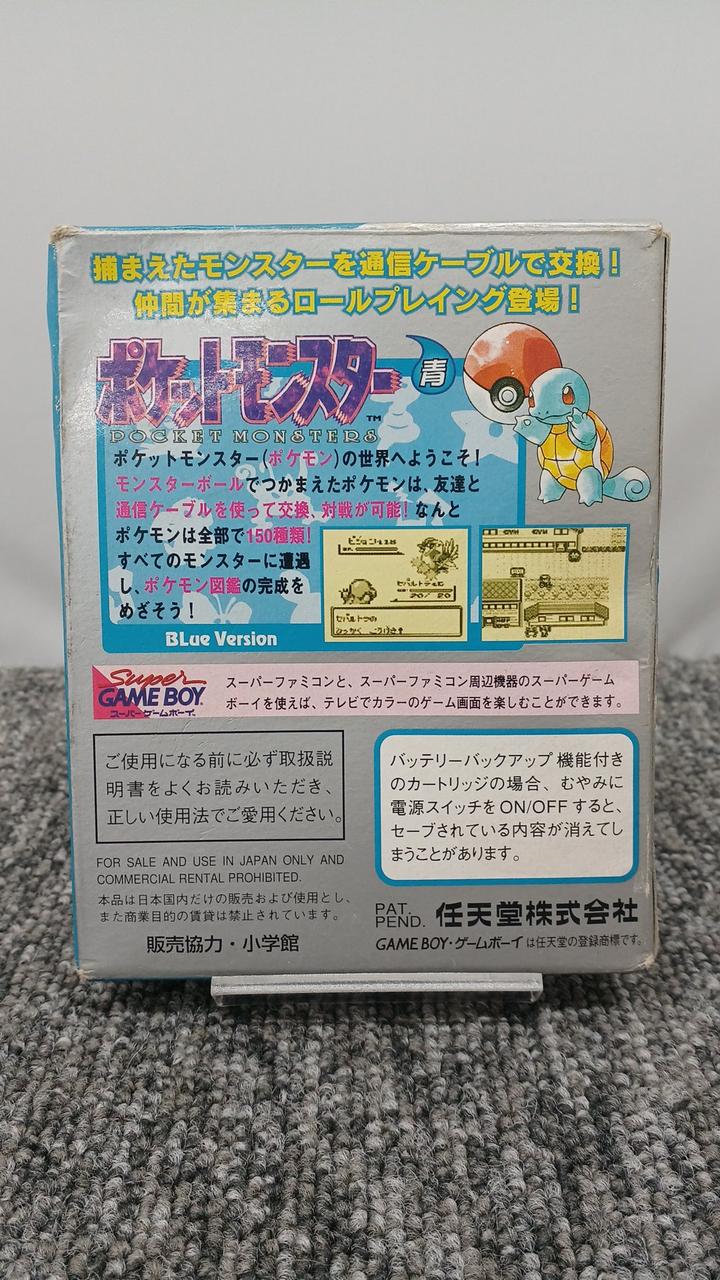 捕まえたモンスターを通信ケーブルで交換！
仲間が集まるロールプレイング登場！
ポケットモンスター 青
TM
POCKET MONSTERS
ポケットモンスター(ポケモン)の世界へようこそ！
モンスターボールでつかまえたポケモンは、友達と
通信ケーブルを使って交換、対戦が可能！なんと
ポケモンは全部で150種類！
すべてのモンスターに遭遇
し、ポケモン図鑑の完成を
めざそう！
BLue Version
20/ 20
Super
GAME BOY
スーパーゲームボーイ
スーパーファミコンと、スーパーファミコン周辺機器のスーパーゲーム
ボーイを使えば、テレビでカラーのゲーム画面を楽しむことができます。
ご使用になる前に必ず取扱説
明書をよくお読みいただき、
正しい使用法でご愛用ください。
バッテリーバックアップ機能付き
のカートリッジの場合、むやみに
電源スイッチをON/OFFすると、
セーブされている内容が消えてし
まうことがあります。
FOR SALE AND USE IN JAPAN ONLY AND
COMMERCIAL RENTAL PROHIBITED.
本品は日本国内だけの販売および使用とし、
また商業目的の賃貸は禁止されています。
販売協力・小学館
PAT.
PEND. 任天堂株式会社
GAME BOY・ゲームボーイは任天堂の登録商標です。